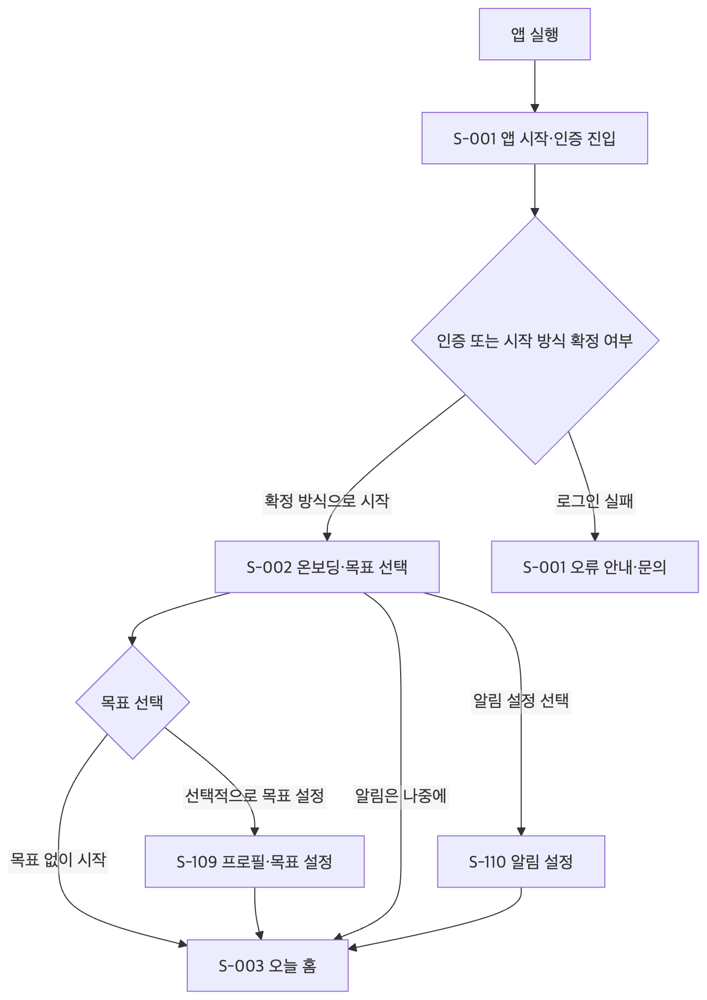 앱 실행
S-001 앱 시작·인증 진입
인증 또는 시작 방식 확정 여부
확정 방식으로 시작
로그인 실패
S-002 온보딩·목표 선택
S-001 오류 안내·문의
목표 선택
알림 설정 선택
선택적으로 목표 설정
알림은 나중에
목표 없이 시작
S-109 프로필·목표 설정
S-110 알림 설정
S-003 오늘 홈